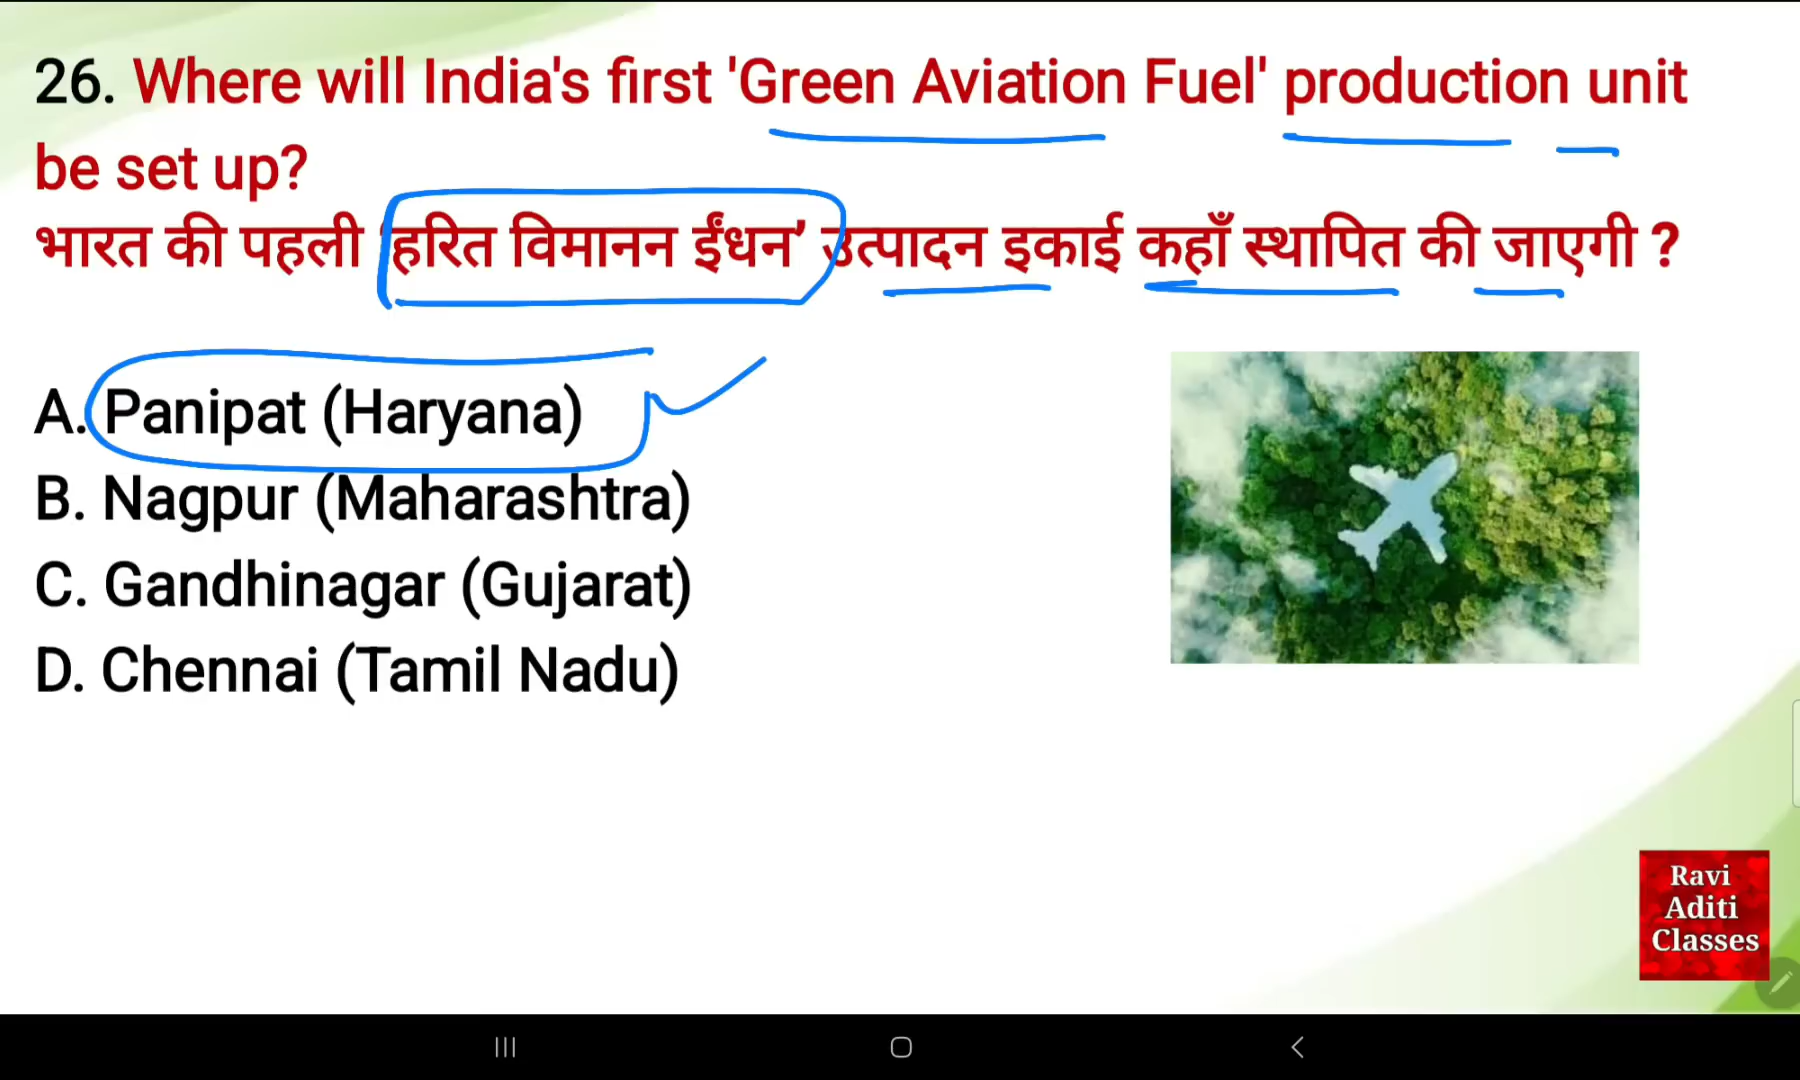 26. Where will India's first 'Green Aviation Fuel' production unit
be set up?
भारत की पहली 'हरित विमानन ईंधन' उत्पादन इकाई कहाँ स्थापित की जाएगी ?
A. Panipat (Haryana)
B. Nagpur (Maharashtra)
C. Gandhinagar (Gujarat)
D. Chennai (Tamil Nadu)
Ravi
Aditi
Classes